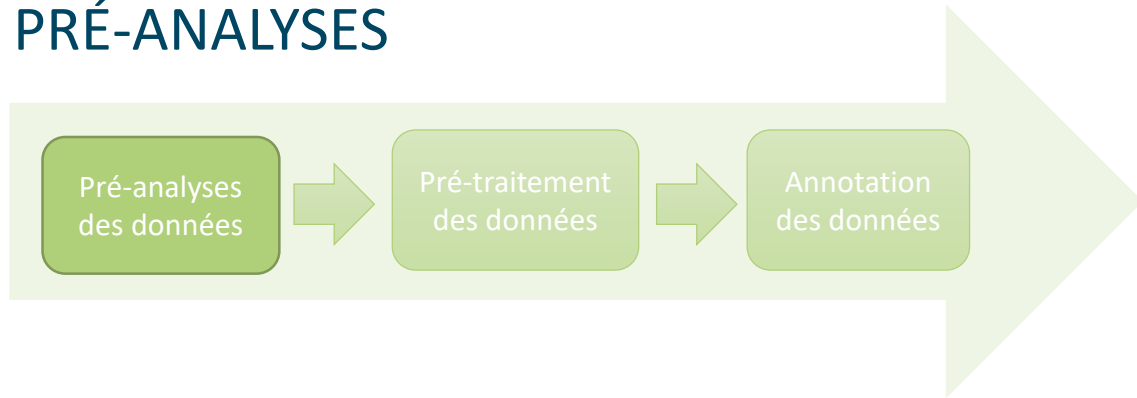 PRÉ-ANALYSES
Pré-analyses
des données
Pré-traitement
des données
Annotation
des données